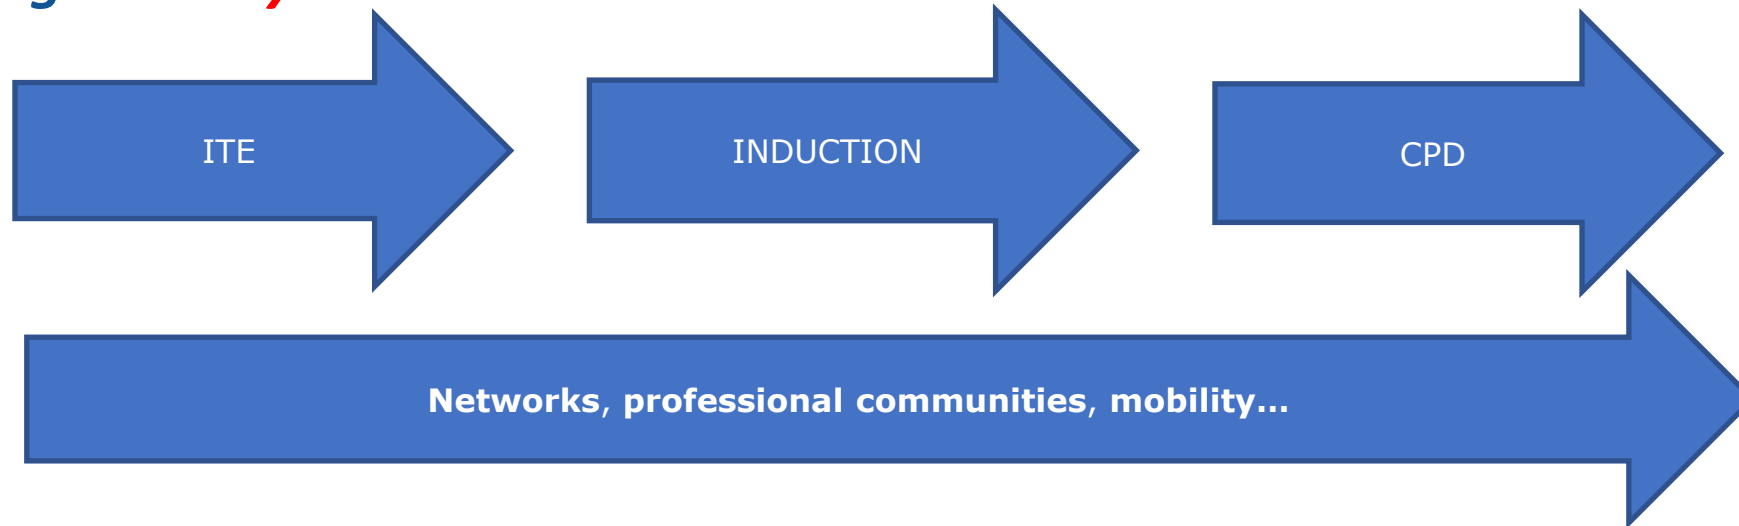 ITE
INDUCTION
CPD
Networks, professional communities, mobility...